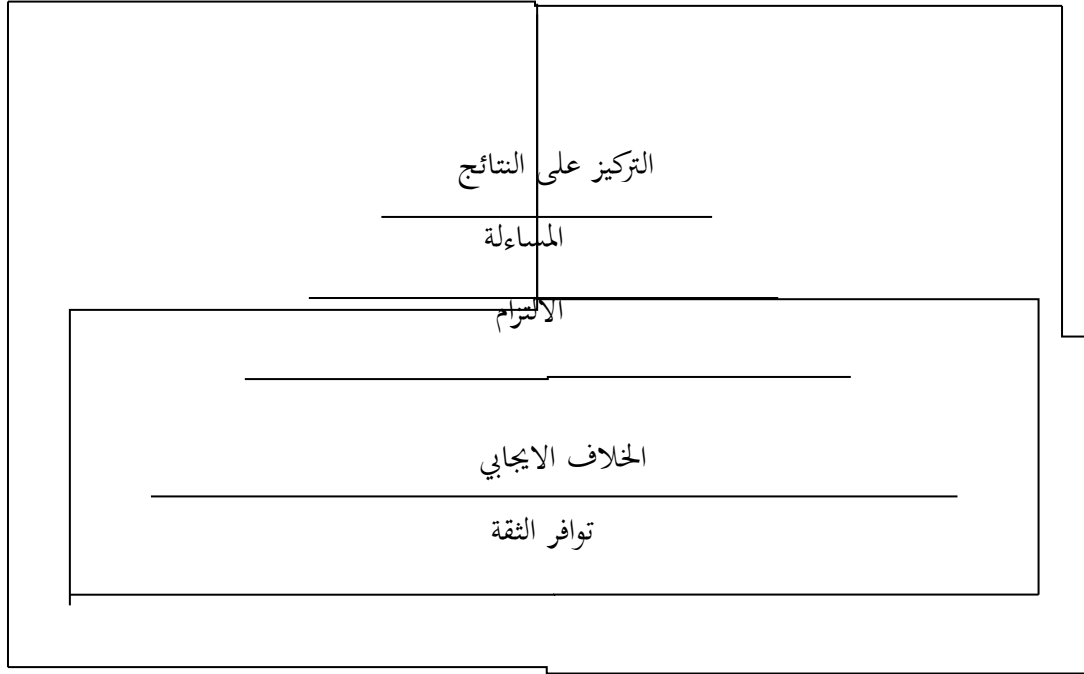 التركيز على النتائج
المساءلة
الالتزام
الخلاف الايجابي
توافر الثقة